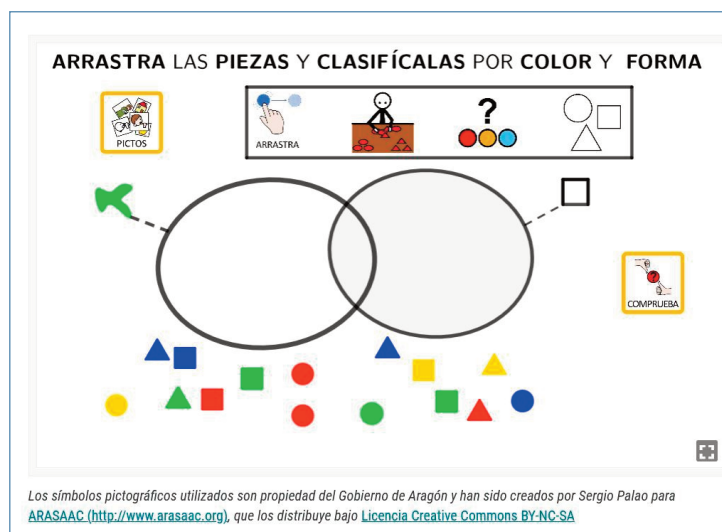 ARRASTRA LAS PIEZAS Y CLASIFÍCALAS POR COLOR Y FORMA
PICTOS
ARRASTRA
?
?
COMPRUEBA
Los símbolos pictográficos utilizados son propiedad del Gobierno de Aragón y han sido creados por Sergio Palao para
ARASAAC (http://www.arasaac.org), que los distribuye bajo Licencia Creative Commons BY-NC-SA